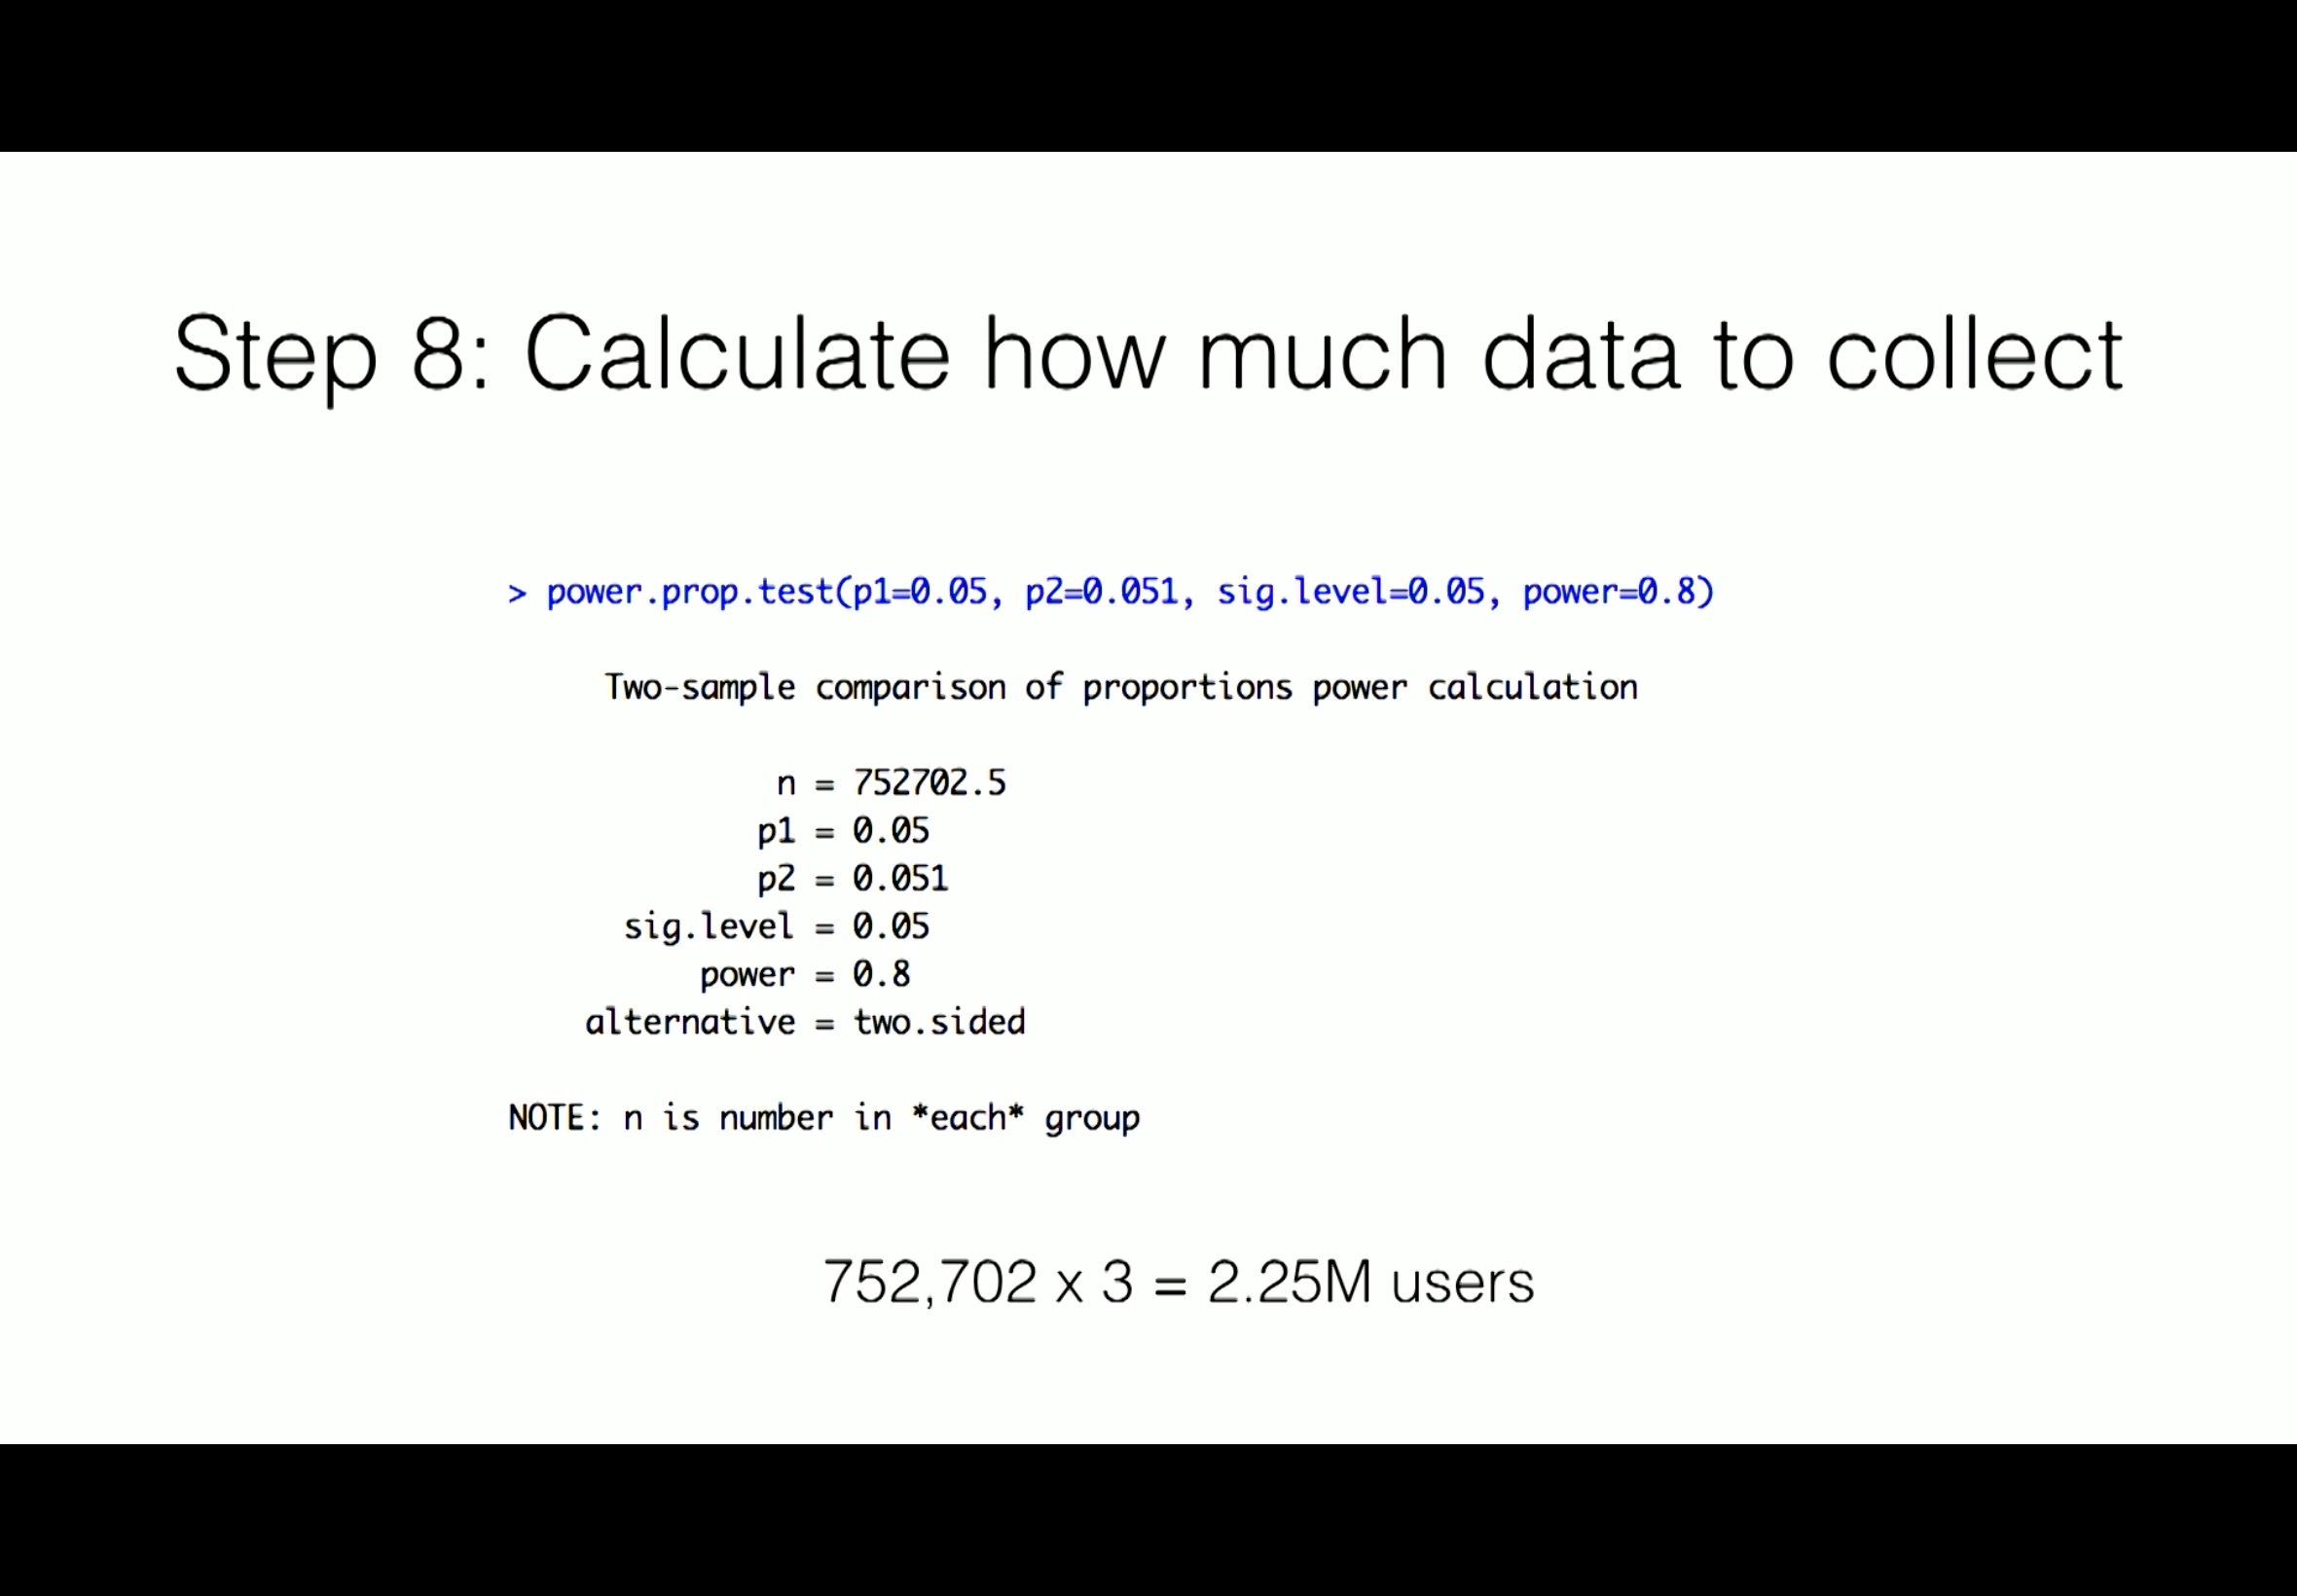 Step 8: Calculate how much data to collect
> power.prop.test(p1=0.05, p2=0.051, sig.level=0.05, power=0.8)
Two-sample comparison of proportions power calculation
n = 752702.5
p1 = 0.05
p2 = 0.051
sig.level = 0.05
power = 0.8
alternative = two.sided
NOTE: n is number in *each* group
752,702 x 3 = 2.25M users